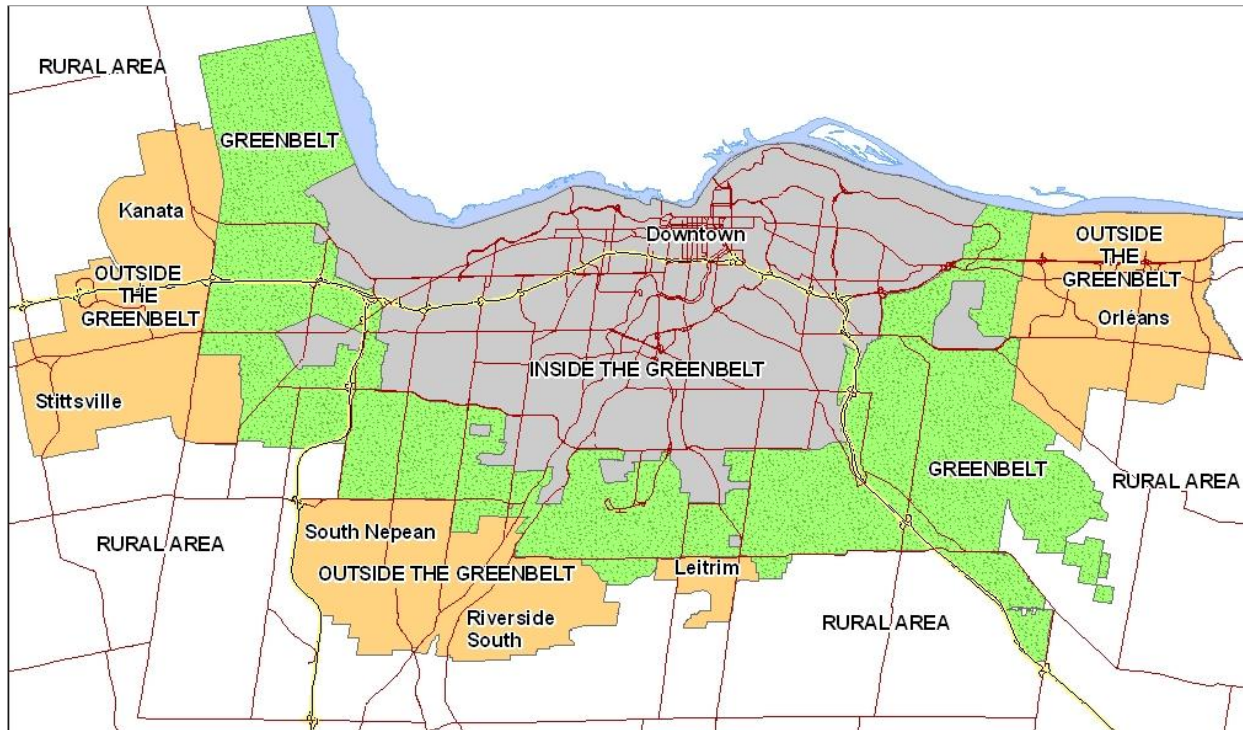 RURAL AREA
GREENBELT
Kanata
Downtown
OUTSIDE
THE
GREENBELT
OUTSIDE
THE
GREENBELT
Orléans
INSIDE THE GREENBELT
Stittsville
GREENBELT
RURAL AREA
South Nepean
RURAL AREA
OUTSIDE THE GREENBELT
Leitrim
Riverside
South
RURAL AREA